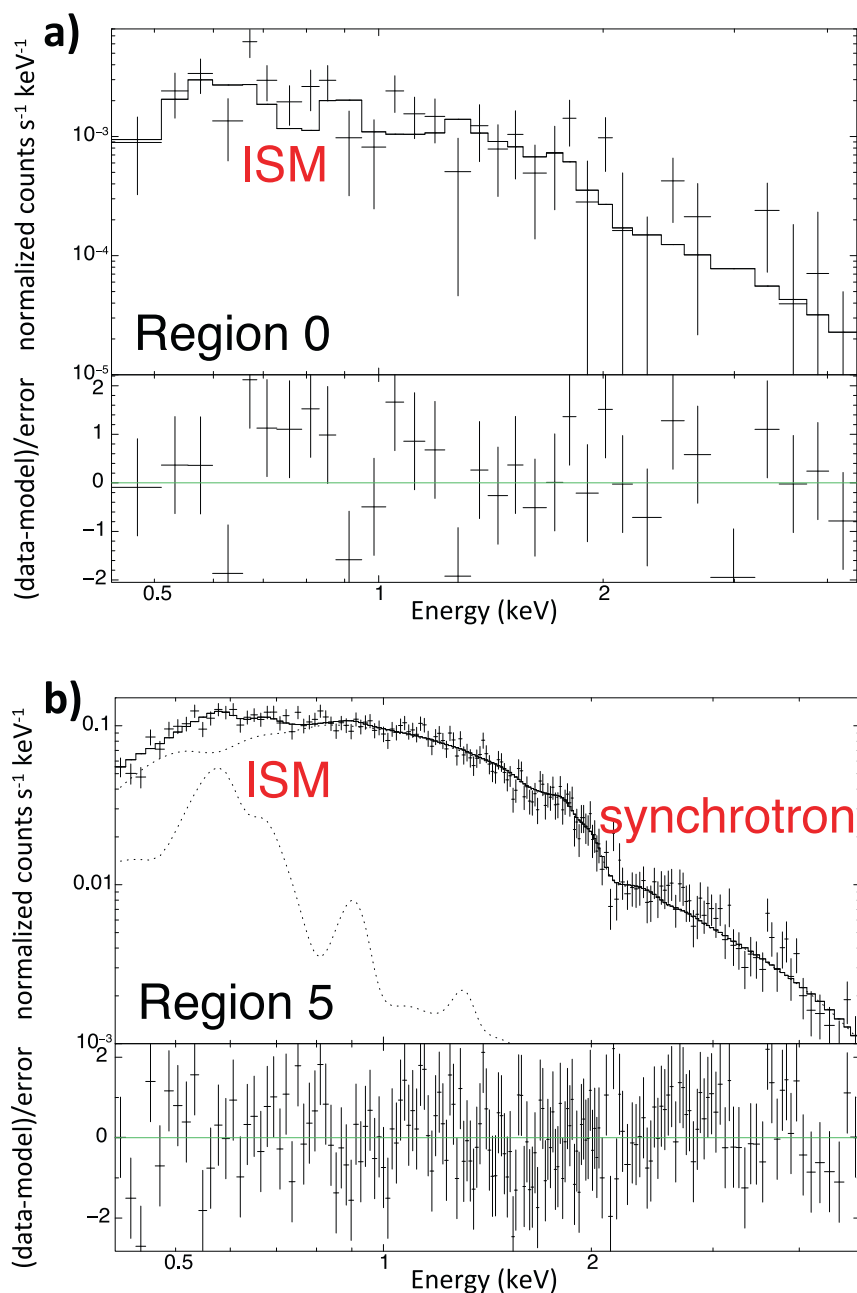 a)
normalized counts s⁻¹ keV⁻¹
10⁻³
10⁻⁴
10⁻⁵
ISM
Region 0
(data-model)/error
2
1
0
−1
−2
0.5
1
2
Energy (keV)
b)
normalized counts s⁻¹ keV⁻¹
0.1
0.01
10⁻³
ISM
synchrotron
Region 5
(data-model)/error
2
0
−2
0.5
1
2
Energy (keV)